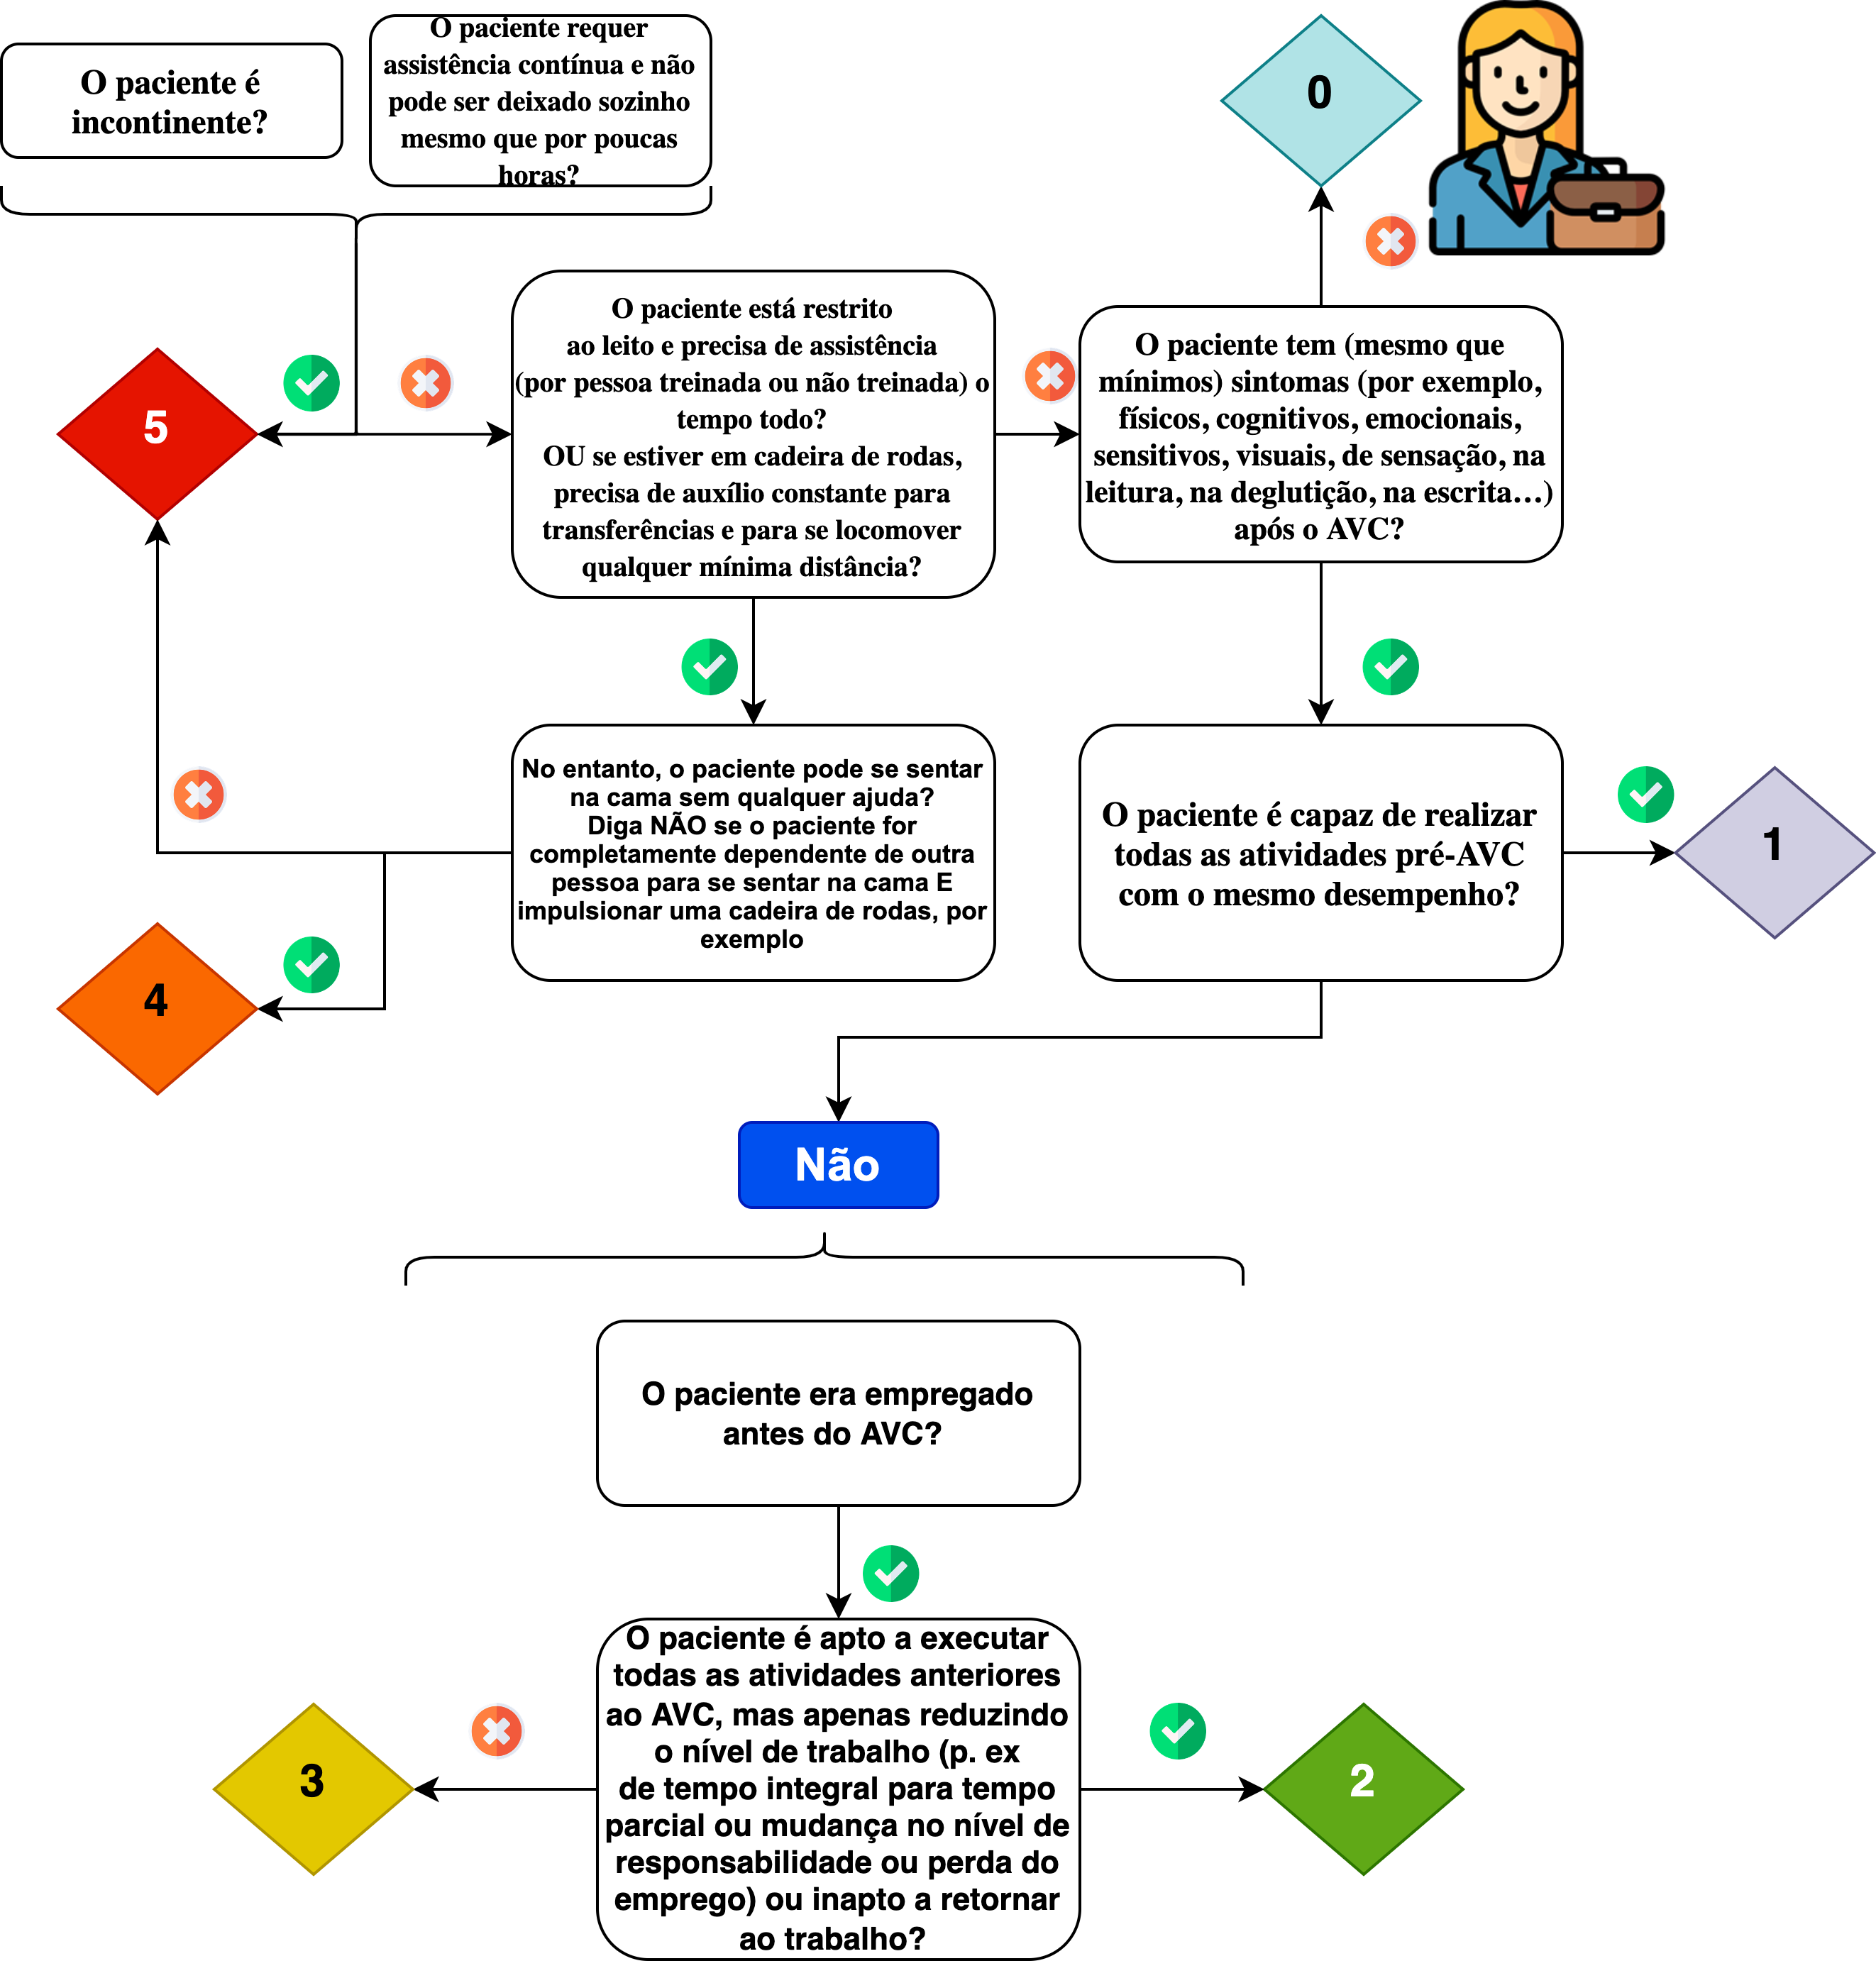 O paciente é
incontinente?
O paciente requer
assistência contínua e não
pode ser deixado sozinho
mesmo que por poucas
horas?
0
O paciente está restrito
ao leito e precisa de assistência
(por pessoa treinada ou não treinada) o
tempo todo?
OU se estiver em cadeira de rodas,
precisa de auxílio constante para
transferências e para se locomover
qualquer mínima distância?
O paciente tem (mesmo que
mínimos) sintomas (por exemplo,
físicos, cognitivos, emocionais,
sensitivos, visuais, de sensação, na
leitura, na deglutição, na escrita...)
após o AVC?
5
No entanto, o paciente pode se sentar
na cama sem qualquer ajuda?
Diga NÃO se o paciente for
completamente dependente de outra
pessoa para se sentar na cama E
impulsionar uma cadeira de rodas, por
exemplo
O paciente é capaz de realizar
todas as atividades pré-AVC
com o mesmo desempenho?
1
4
Não
O paciente era empregado
antes do AVC?
O paciente é apto a executar
todas as atividades anteriores
ao AVC, mas apenas reduzindo
o nível de trabalho (p. ex
de tempo integral para tempo
parcial ou mudança no nível de
responsabilidade ou perda do
emprego) ou inapto a retornar
ao trabalho?
3
2